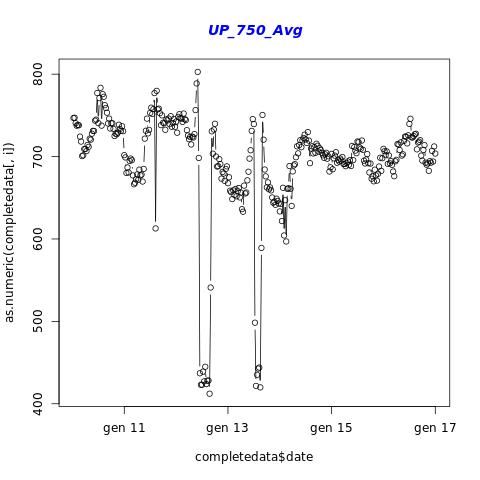 UP_750_Avg
as.numeric(completedata[, i])
800
700
600
500
400
gen 11
gen 13
gen 15
gen 17
completedata$date